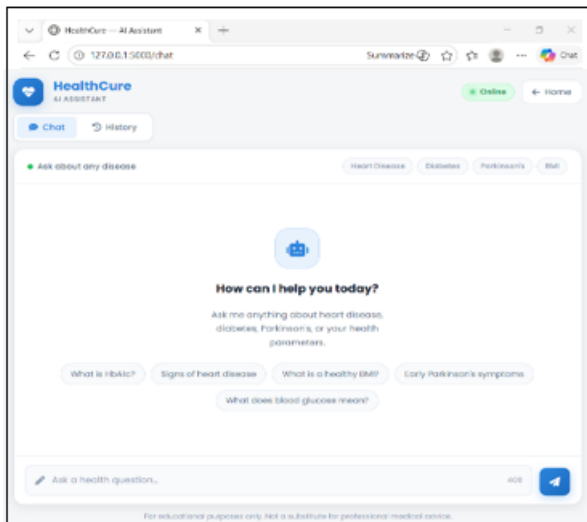 HealthCure — AI Assistant
127.0.0.1:5000/chat
Summarize
Chat
HealthCure
AI ASSISTANT
Online
← Home
Chat
History
Ask about any disease
Heart Disease
Diabetes
Parkinson's
BMI
How can I help you today?
Ask me anything about heart disease,
diabetes, Parkinson's, or your health
parameters.
What is HbA1c?
Signs of heart disease
What is a healthy BMI?
Early Parkinson's symptoms
What does blood glucose mean?
Ask a health question...
For educational purposes only. Not a substitute for professional medical advice.